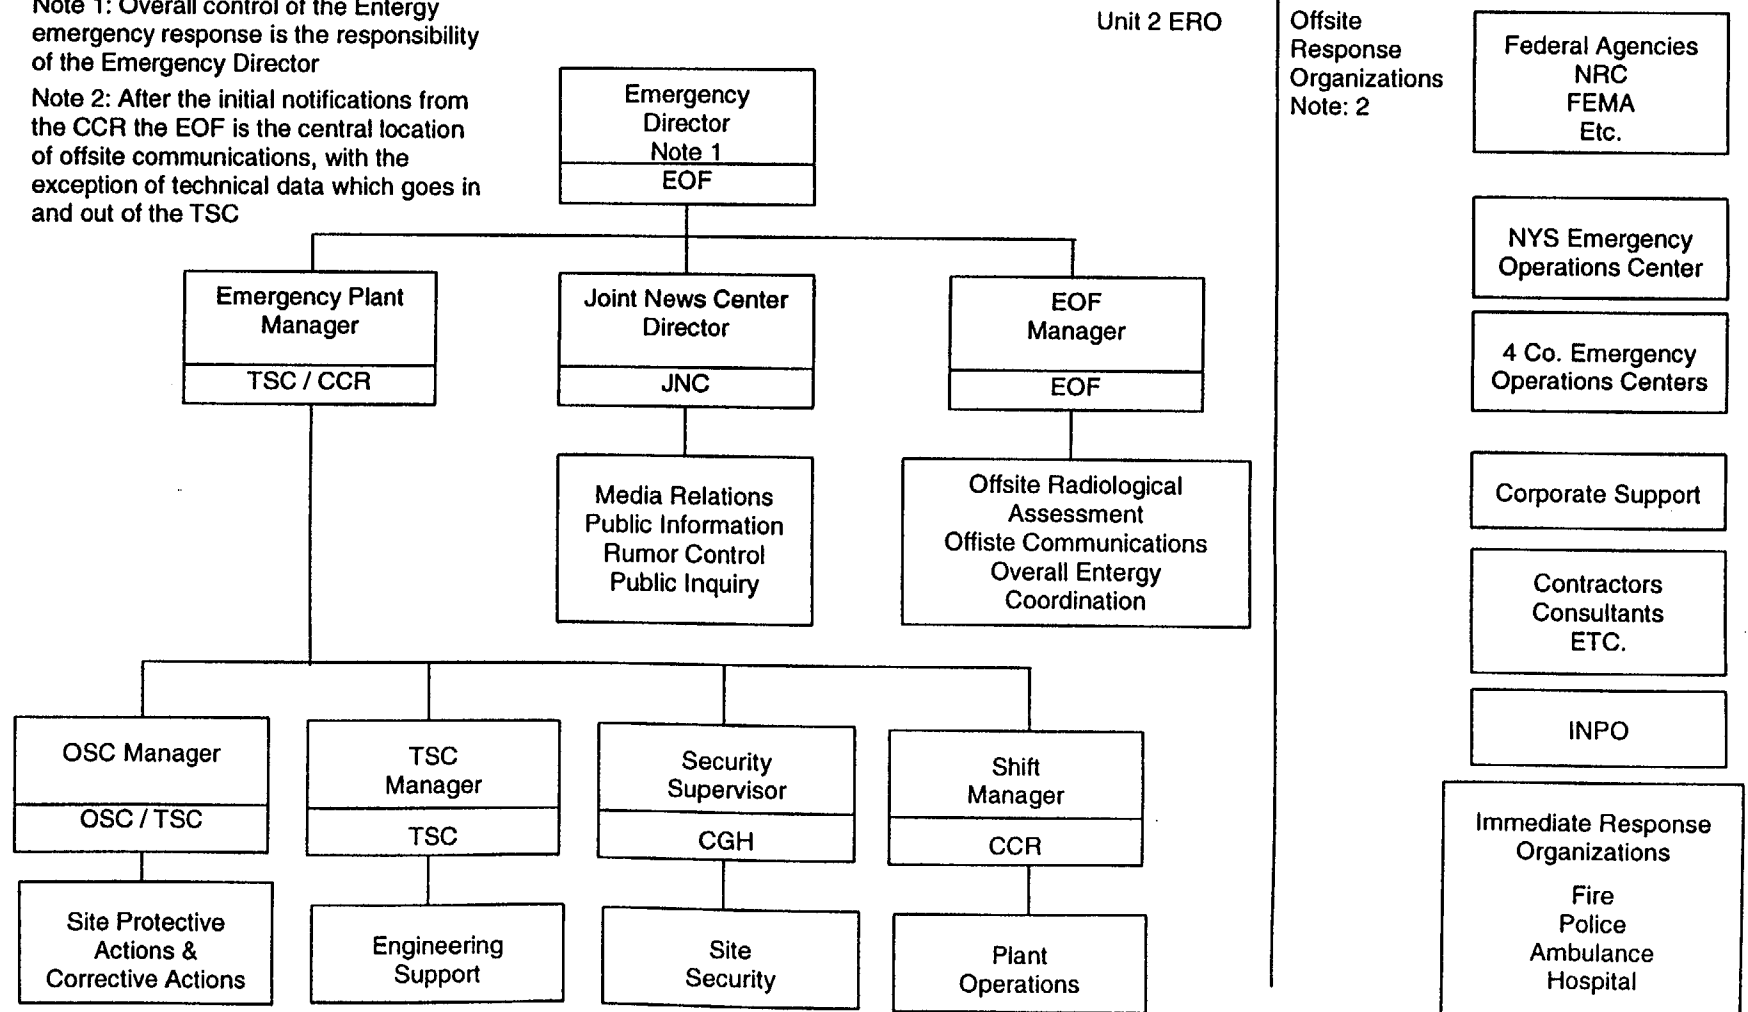 Note 1: Overall control of the Entergy
emergency response is the responsibility
of the Emergency Director
Note 2: After the initial notifications from
the CCR the EOF is the central location
of offsite communications, with the
exception of technical data which goes in
and out of the TSC
Unit 2 ERO
Emergency
Director
Note 1
EOF
Emergency Plant
Manager
TSC / CCR
Joint News Center
Director
JNC
EOF
Manager
EOF
Media Relations
Public Information
Rumor Control
Public Inquiry
Offsite Radiological
Assessment
Offiste Communications
Overall Entergy
Coordination
OSC Manager
OSC / TSC
TSC
Manager
TSC
Security
Supervisor
CGH
Shift
Manager
CCR
Site Protective
Actions &
Corrective Actions
Engineering
Support
Site
Security
Plant
Operations
Offsite
Response
Organizations
Note: 2
Federal Agencies
NRC
FEMA
Etc.
NYS Emergency
Operations Center
4 Co. Emergency
Operations Centers
Corporate Support
Contractors
Consultants
ETC.
INPO
Immediate Response
Organizations
Fire
Police
Ambulance
Hospital